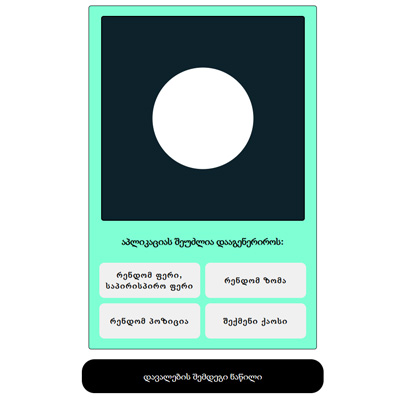 აპლიკაციას შეუძლია დააგენერიროს:
რენდომ ფერი,
საპირისპირო ფერი
რენდომ ზომა
რენდომ პოზიცია
შექმენი ქაოსი
დავალების შემდეგი ნაწილი